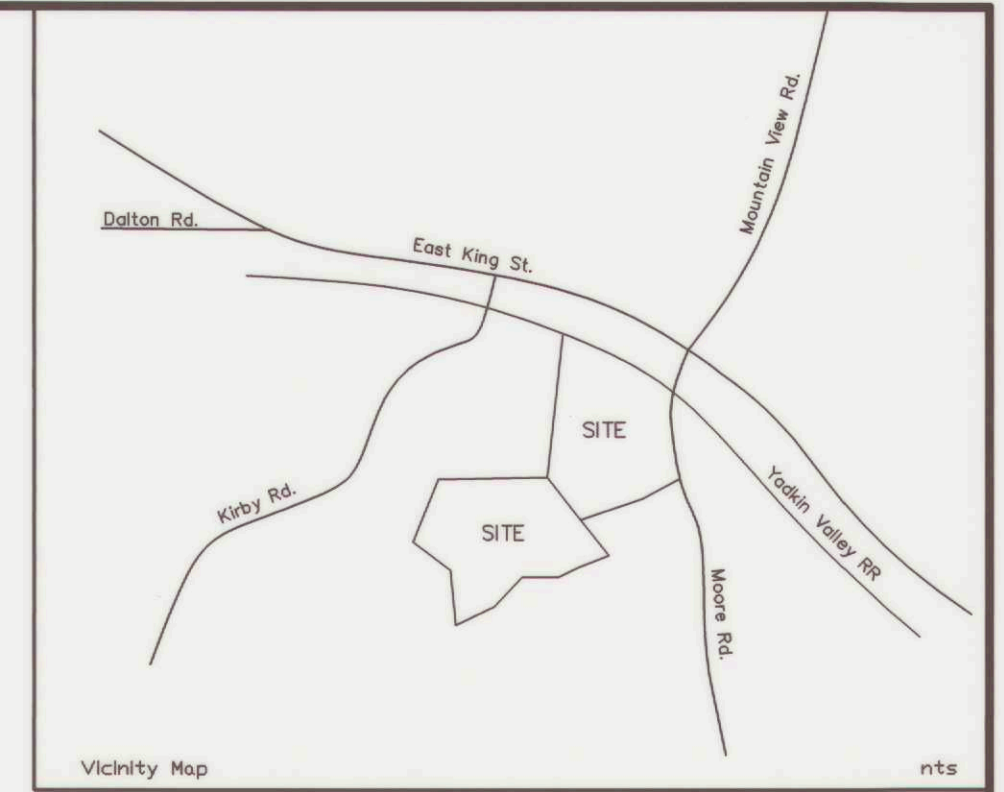 Mountain View Rd.
Dalton Rd.
East King St.
SITE
Kirby Rd.
SITE
Yadkin Valley RR
Moore Rd.
Vicinity Map
nts